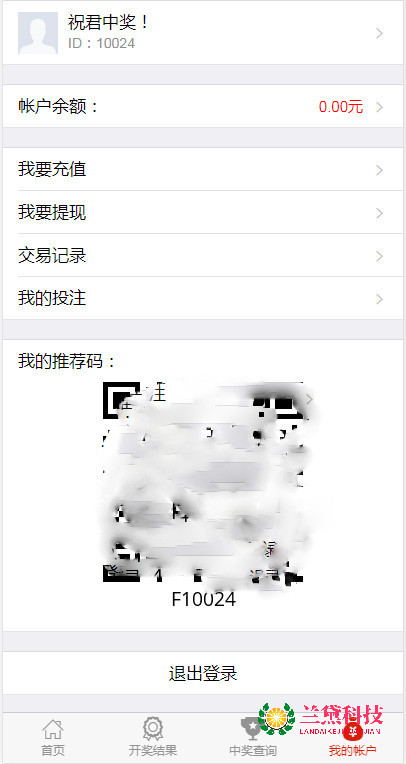 祝君中奖！
ID：10024
帐户余额：
0.00元
我要充值
我要提现
交易记录
我的投注
我的推荐码：
F10024
退出登录
兰黛科技
首页
开奖结果
中奖查询
我的帐户